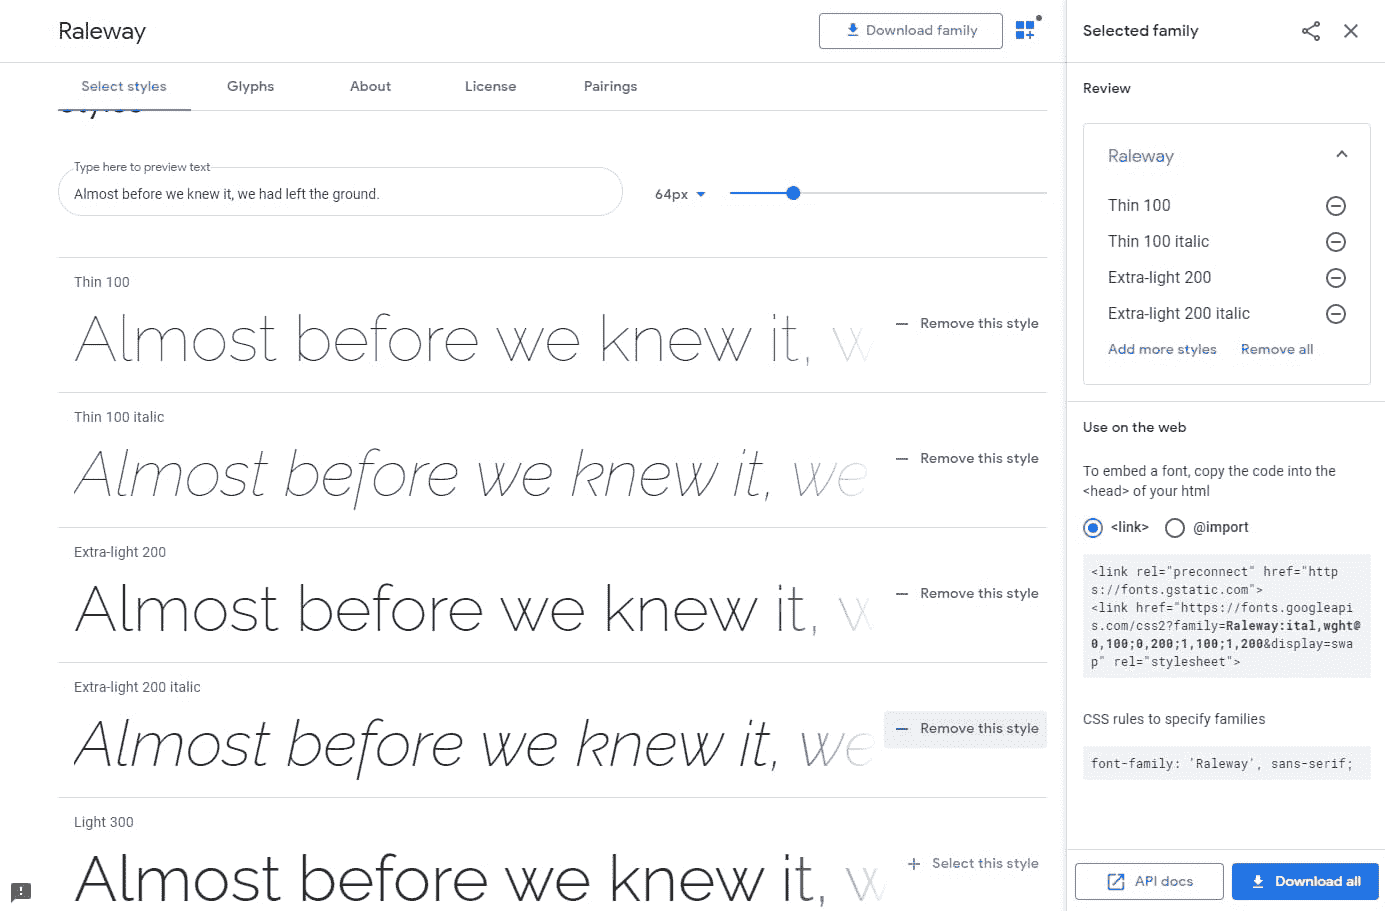 Raleway
Download family
Select styles
Glyphs
About
License
Pairings
Styles
Type here to preview text
Almost before we knew it, we had left the ground.
64px
Thin 100
Almost before we knew it, w
Remove this style
Thin 100 italic
Almost before we knew it, we
Remove this style
Extra-light 200
Almost before we knew it, w
Remove this style
Extra-light 200 italic
Almost before we knew it, we
Remove this style
Light 300
Almost before we knew it, w
Select this style
Selected family
Review
Raleway
Thin 100
Thin 100 italic
Extra-light 200
Extra-light 200 italic
Add more styles
Remove all
Use on the web
To embed a font, copy the code into the
<head> of your html
<link>
@import
<link rel="preconnect" href="http
s://fonts.gstatic.com">
<link href="https://fonts.googleapi
s.com/css2?family=Raleway:ital,wght@
0,100;0,200;1,100;1,200&display=swa
p" rel="stylesheet">
CSS rules to specify families
font-family: 'Raleway', sans-serif;
API docs
Download all